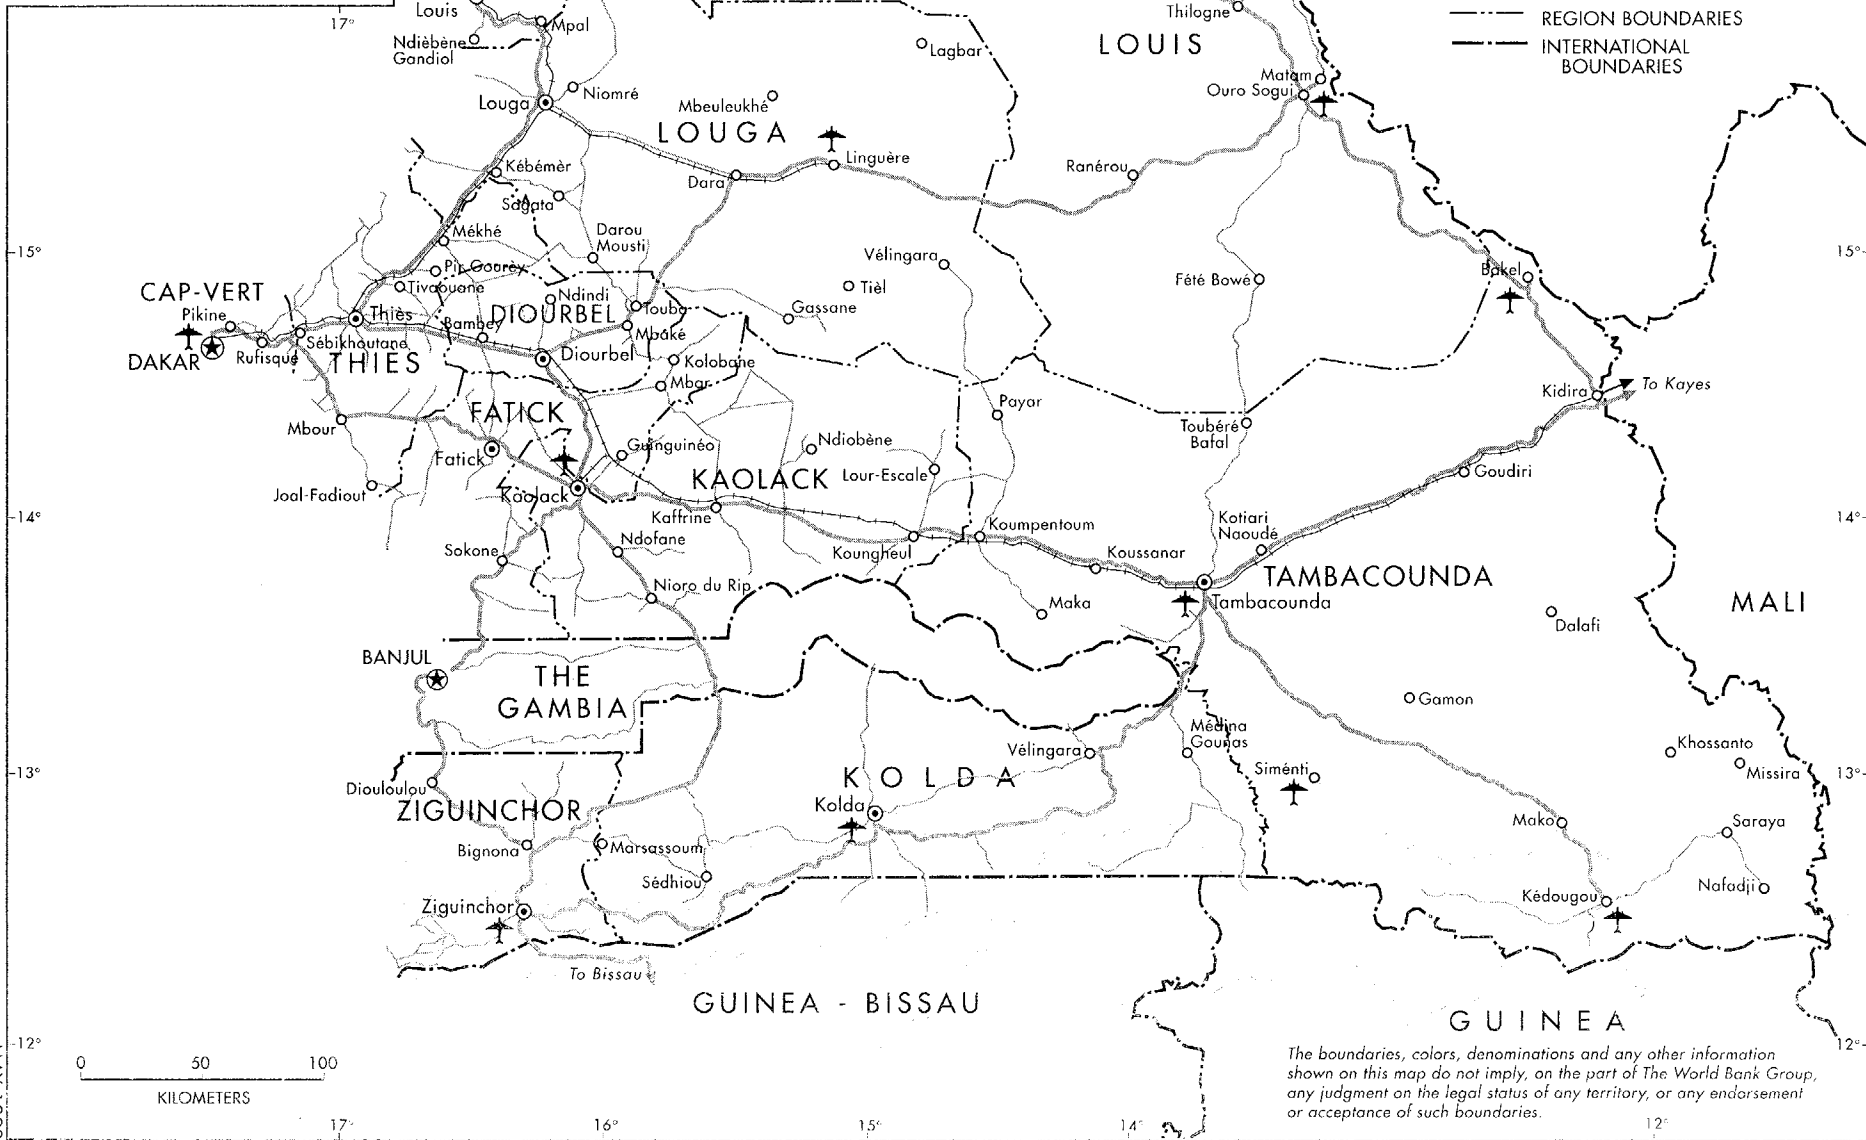 17°
Louis
Mpal
Ndièbène
Gandiol
Lagbar
Thilogne
LOUIS
REGION BOUNDARIES
INTERNATIONAL
BOUNDARIES
Matam
Ouro Sogui
Louga
Niomré
Mbeuleukhé
LOUGA
Linguère
Kébémèr
Dara
Ranérou
Sagata
Mékhé
Darou
Mousti
15°
Vélingara
15°
Pir Gourèy
Tivaouane
Tièl
Fété Bowé
Bakel
CAP-VERT
Pikine
Thiès
Ndindi
DIOURBEL
Touba
Gassane
Bambey
Mbaké
DAKAR
Rufisque
Sébikhoutane
THIES
Diourbel
Kolobane
Mbar
Kidira
To Kayes
FATICK
Payar
Mbour
Toubéré
Bafal
Fatick
Guinguinéo
Ndiobène
Lour-Escale
Goudiri
KAOLACK
Joal-Fadiout
Kaolack
14°
Kaffrine
Koumpentoum
Kotiari
Naoudé
14°
Sokone
Ndofane
Koungheul
Koussanar
Nioro du Rip
TAMBACOUNDA
Tambacounda
Maka
Dalafi
MALI
BANJUL
THE
GAMBIA
Gamon
Médina
Gounas
Vélingara
Khossanto
13°
Siménti
Missira
13°
KOLDA
Diouloulou
ZIGUINCHOR
Kolda
Mako
Saraya
Bignona
Marsassoum
Sédhiou
Nafadji
Kédougou
Ziguinchor
To Bissau
GUINEA - BISSAU
GUINEA
12°
12°
0 50 100
KILOMETERS
The boundaries, colors, denominations and any other information
shown on this map do not imply, on the part of The World Bank Group,
any judgment on the legal status of any territory, or any endorsement
or acceptance of such boundaries.
17° 16° 15° 14° 12°